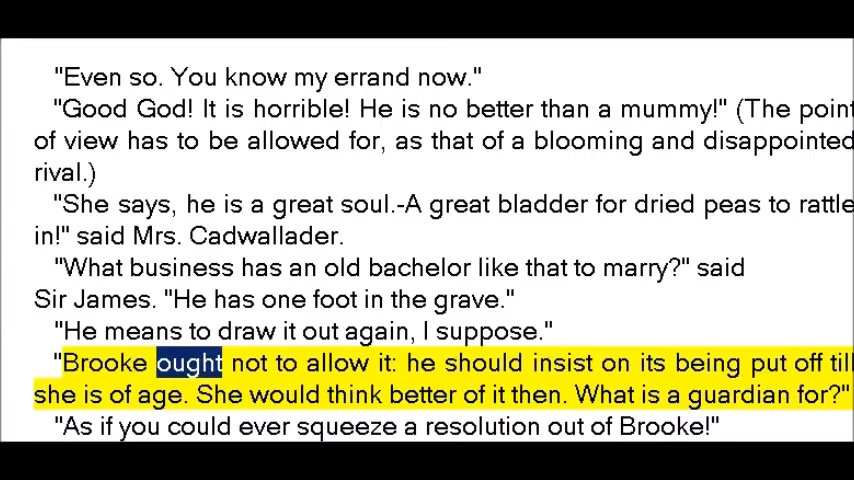 "Even so. You know my errand now."
"Good God! It is horrible! He is no better than a mummy!" (The point
of view has to be allowed for, as that of a blooming and disappointed
rival.)
"She says, he is a great soul.-A great bladder for dried peas to rattle
in!" said Mrs. Cadwallader.
"What business has an old bachelor like that to marry?" said
Sir James. "He has one foot in the grave."
"He means to draw it out again, I suppose."
"Brooke ought not to allow it: he should insist on its being put off till
she is of age. She would think better of it then. What is a guardian for?"
"As if you could ever squeeze a resolution out of Brooke!"